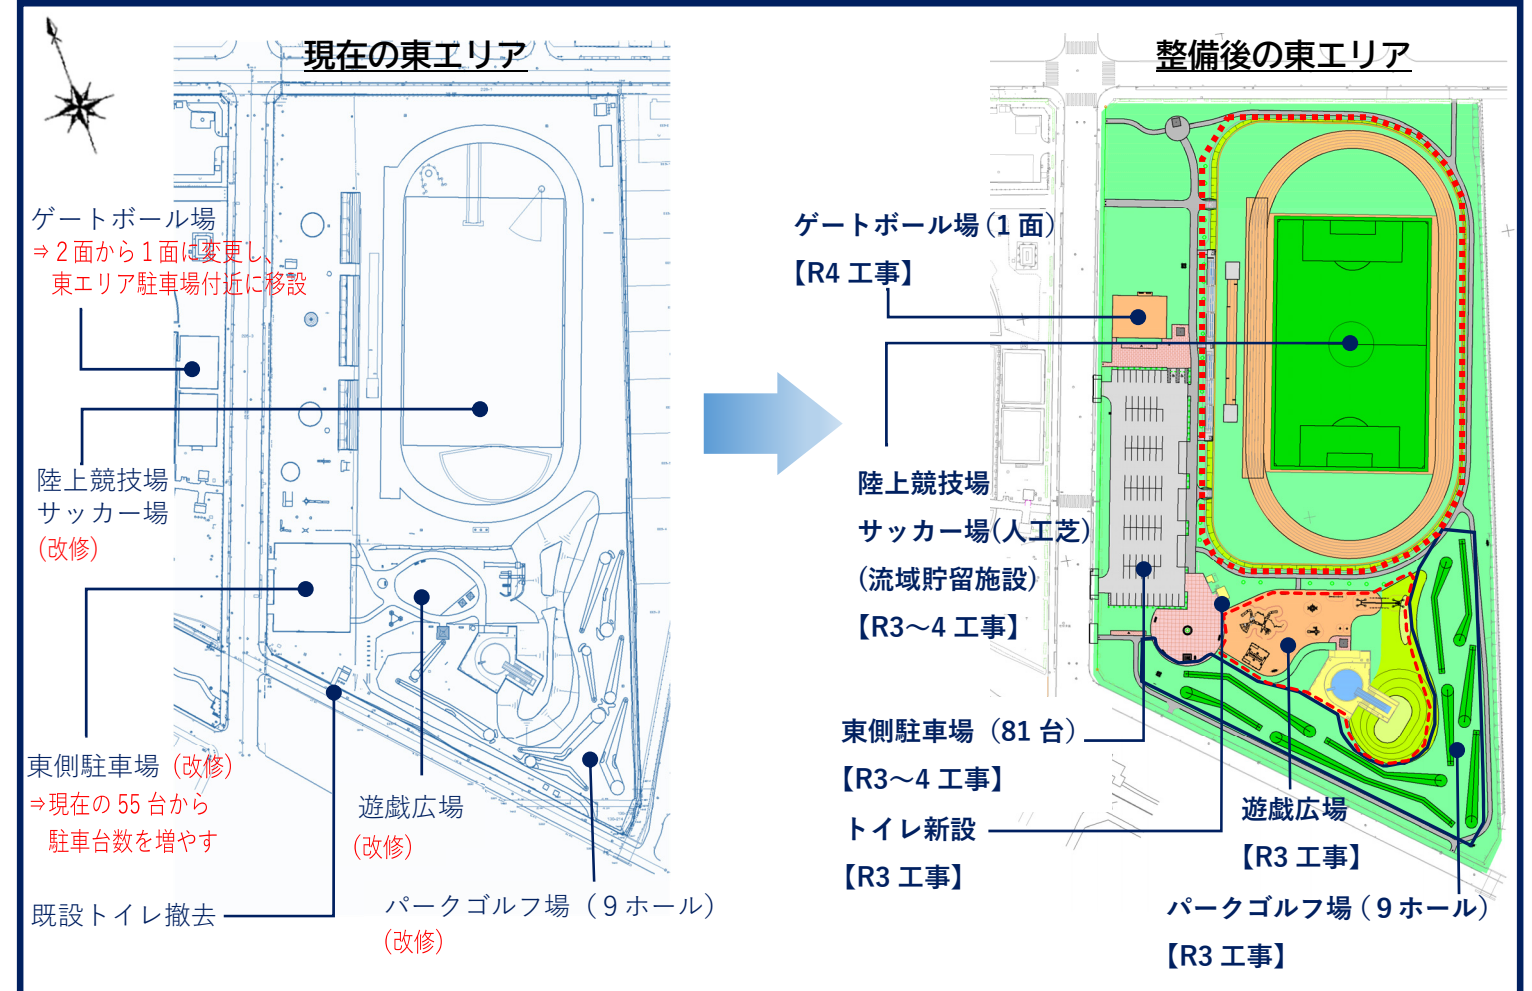 現在の東エリア
ゲートボール場
⇒２面から１面に変更し、
東エリア駐車場付近に移設
陸上競技場
サッカー場
(改修)
東側駐車場 (改修)
⇒現在の 55 台から
駐車台数を増やす
既設トイレ撤去
遊戯広場
(改修)
パークゴルフ場（９ホール）
(改修)
整備後の東エリア
ゲートボール場(1 面)
【R4 工事】
陸上競技場
サッカー場(人工芝)
(流域貯留施設)
【R3～4 工事】
東側駐車場（81 台）
【R3～4 工事】
トイレ新設
【R3 工事】
遊戯広場
【R3 工事】
パークゴルフ場(９ホール)
【R3 工事】